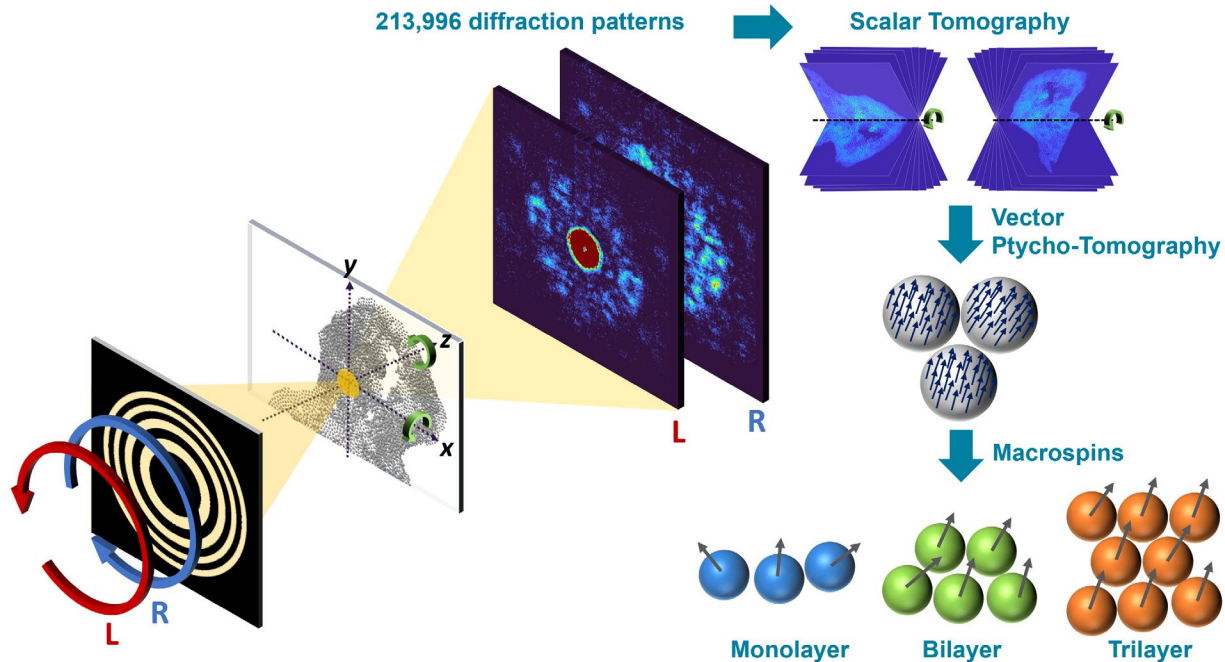 213,996 diffraction patterns
Scalar Tomography
Vector
Ptycho-Tomography
y
z
x
L
R
L
R
Macrospins
Monolayer
Bilayer
Trilayer